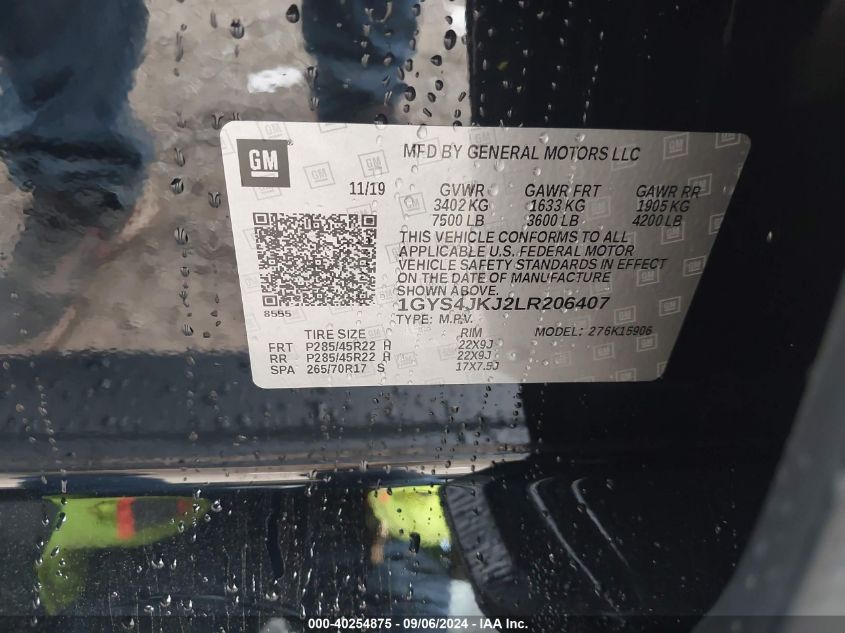 GM
MFD BY GENERAL MOTORS LLC
11/19 GVWR GAWR FRT GAWR RR
3402 KG 1633 KG 1905 KG
7500 LB 3600 LB 4200 LB
THIS VEHICLE CONFORMS TO ALL
APPLICABLE U.S. FEDERAL MOTOR
VEHICLE SAFETY STANDARDS IN EFFECT
ON THE DATE OF MANUFACTURE
SHOWN ABOVE.
8555 1GYS4JKJ2LR206407
TYPE: M.P.V. MODEL: 276K15906
TIRE SIZE RIM
FRT P285/45R22 H 22X9J
RR P285/45R22 H 22X9J
SPA 265/70R17 S 17X7.5J
000-40254875 - 09/06/2024 - IAA Inc.